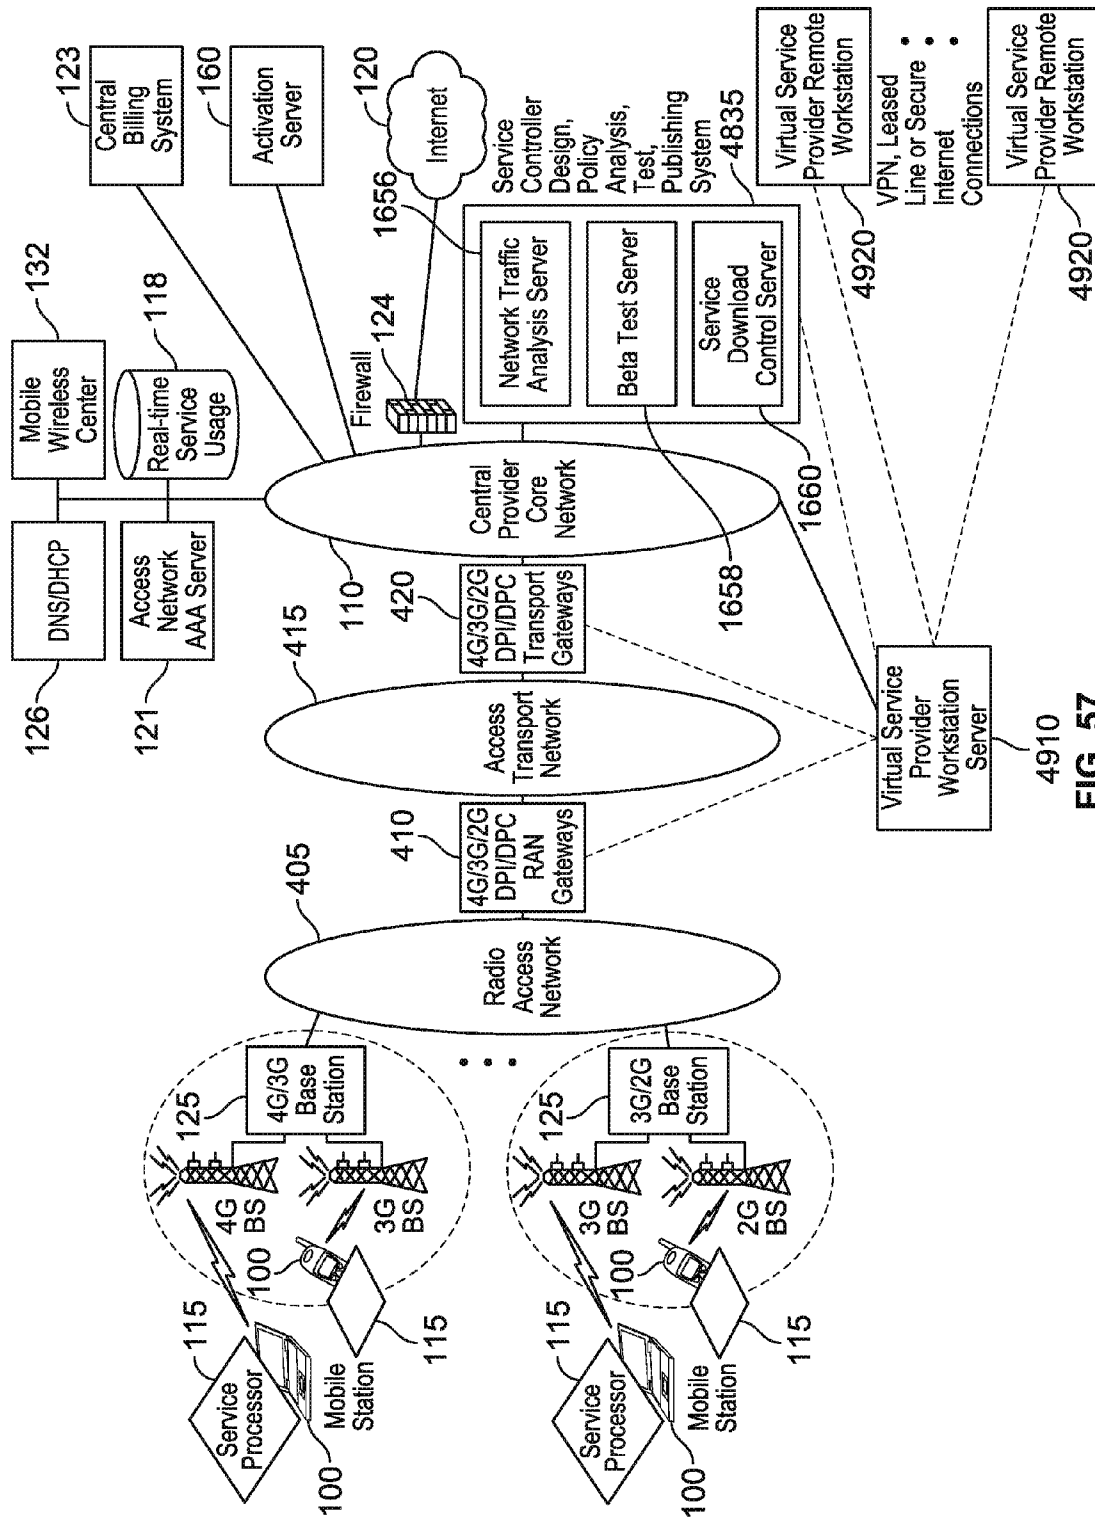 126
DNS/DHCP
Mobile
Wireless
Center
132
121
Access
Network
AAA Server
Real-time
Service
Usage
118
Central
Billing
System
123
Activation
Server
160
Internet
120
Firewall
124
110
Central
Provider
Core
Network
Service
Controller
Design,
Policy
Analysis,
Test,
Publishing
System
4835
1656
Network Traffic
Analysis Server
Beta Test Server
1658
Service
Download
Control Server
1660
420
4G/3G/2G
DPI/DPC
Transport
Gateways
415
Access
Transport
Network
410
4G/3G/2G
DPI/DPC
RAN
Gateways
405
Radio
Access
Network
125
4G/3G
Base
Station
4G
BS
3G
BS
115
Service
Processor
100
Mobile
Station
100
115
125
3G/2G
Base
Station
3G
BS
2G
BS
115
Service
Processor
100
Mobile
Station
100
115
Virtual Service
Provider
Workstation
Server
4910
Virtual Service
Provider Remote
Workstation
4920
VPN, Leased
Line or Secure
Internet
Connections
Virtual Service
Provider Remote
Workstation
4920
FIG. 57